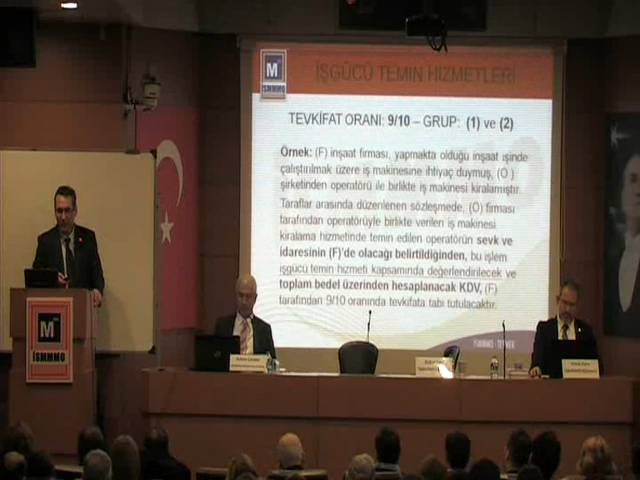 M
İSMMMO
İŞGÜCÜ TEMİN HİZMETLERİ
TEVKİFAT ORANI: 9/10 – GRUP: (1) ve (2)
Örnek: (F) inşaat firması, yapmakta olduğu inşaat işinde
çalıştırılmak üzere iş makinesine ihtiyaç duymuş, (Ö)
şirketinden operatörü ile birlikte iş makinesi kiralamıştır.
Taraflar arasında düzenlenen sözleşmede, (Ö) firması
tarafından operatörüyle birlikte verilen iş makinesi
kiralama hizmetinde temin edilen operatörün sevk ve
idaresinin (F)'de olacağı belirtildiğinden, bu işlem
işgücü temin hizmeti kapsamında değerlendirilecek ve
toplam bedel üzerinden hesaplanacak KDV, (F)
tarafından 9/10 oranında tevkifata tabi tutulacaktır.
M
İSMMMO